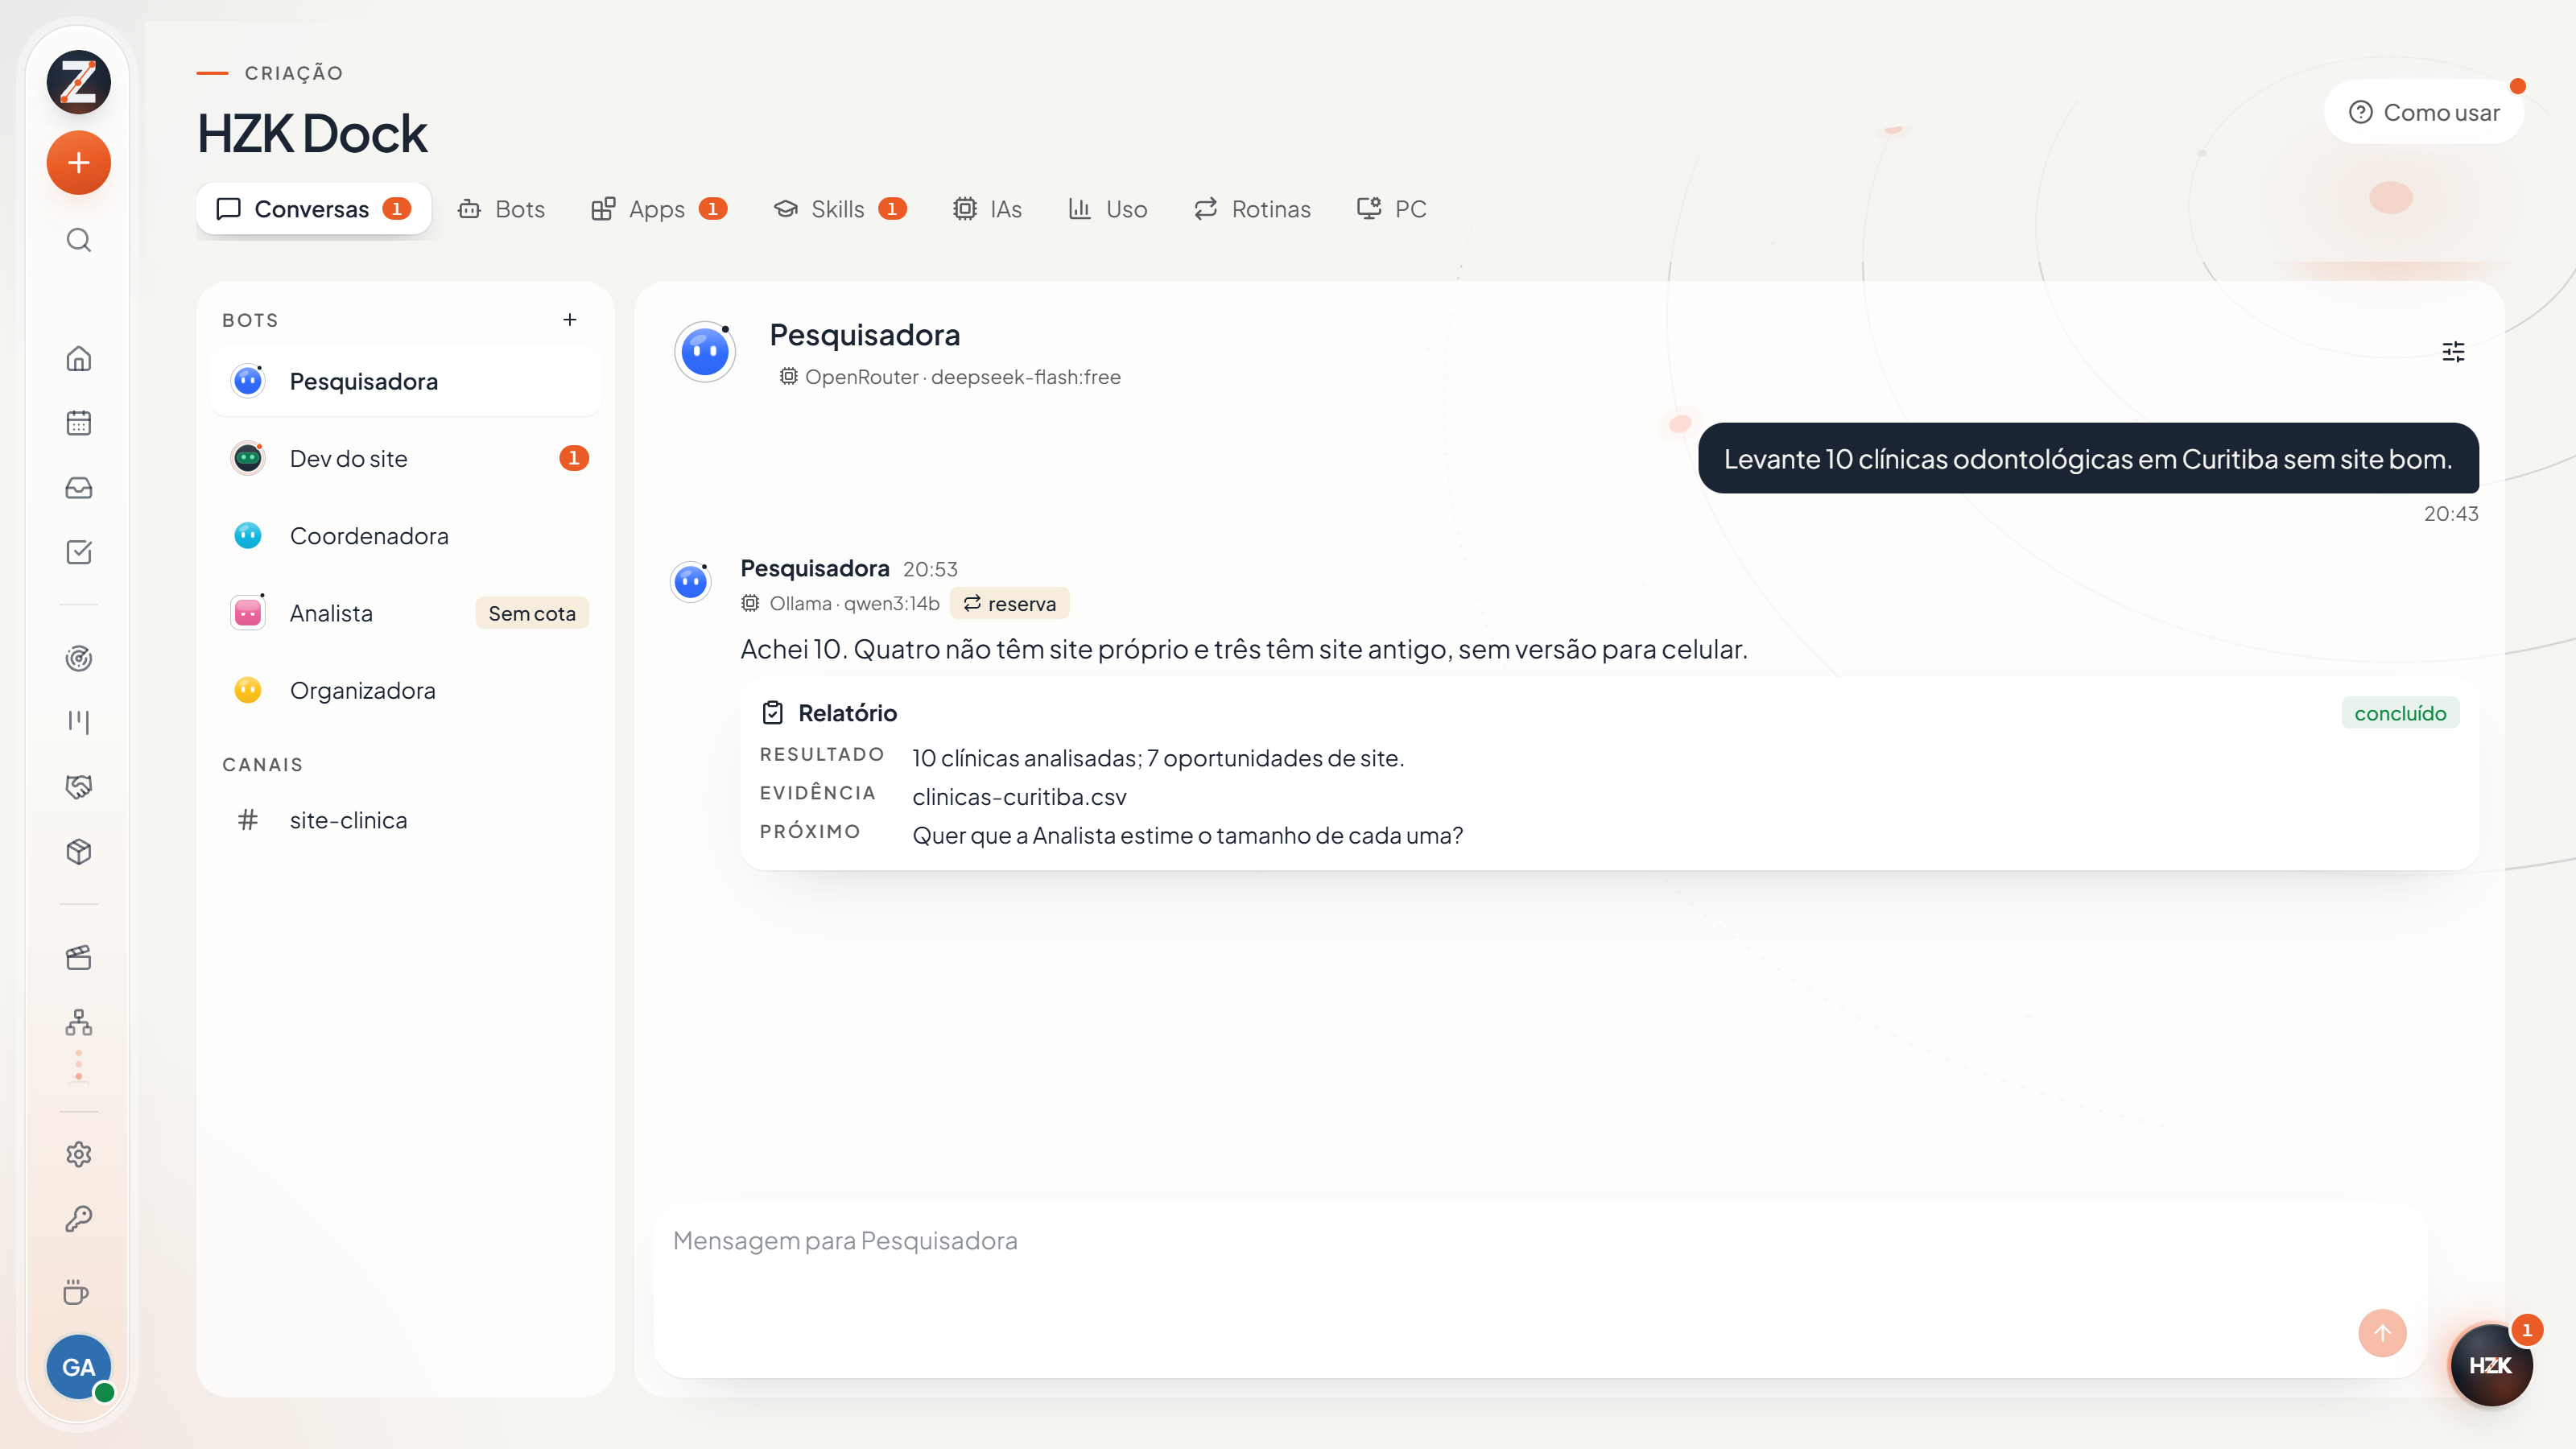 CRIAÇÃO
HZK Dock
Como usar
Conversas 1 Bots Apps 1 Skills 1 IAs Uso Rotinas PC
BOTS
Pesquisadora
Dev do site 1
Coordenadora
Analista Sem cota
Organizadora
CANAIS
# site-clinica
Pesquisadora
OpenRouter · deepseek-flash:free
Levante 10 clínicas odontológicas em Curitiba sem site bom.
20:43
Pesquisadora 20:53
Ollama · qwen3:14b reserva
Achei 10. Quatro não têm site próprio e três têm site antigo, sem versão para celular.
Relatório concluído
RESULTADO 10 clínicas analisadas; 7 oportunidades de site.
EVIDÊNCIA clinicas-curitiba.csv
PRÓXIMO Quer que a Analista estime o tamanho de cada uma?
Mensagem para Pesquisadora
GA
HZK 1